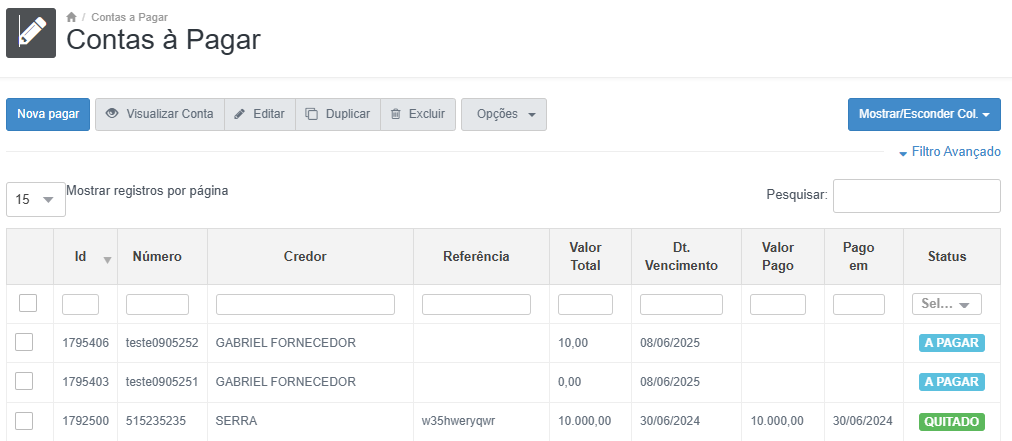 / Contas a Pagar
Contas à Pagar
Nova pagar Visualizar Conta Editar Duplicar Excluir Opções Mostrar/Esconder Col.
Filtro Avançado
15 Mostrar registros por página Pesquisar:
Id Número Credor Referência Valor Total Dt. Vencimento Valor Pago Pago em Status
Sel...
1795406 teste0905252 GABRIEL FORNECEDOR 10,00 08/06/2025 A PAGAR
1795403 teste0905251 GABRIEL FORNECEDOR 0,00 08/06/2025 A PAGAR
1792500 515235235 SERRA w35hweryqwr 10.000,00 30/06/2024 10.000,00 30/06/2024 QUITADO